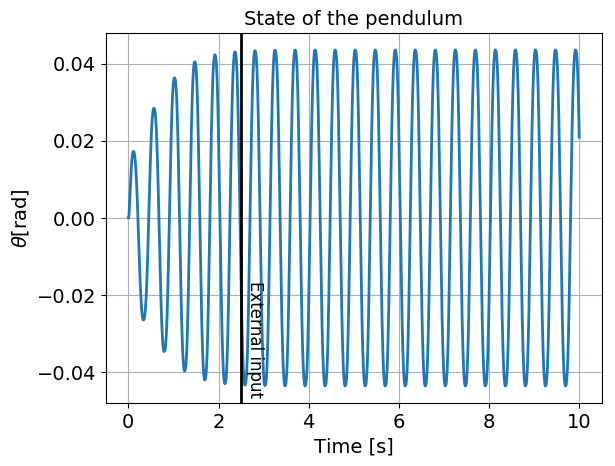 State of the pendulum
θ[rad]
0.04
0.02
0.00
−0.02
−0.04
External input
0
2
4
6
8
10
Time [s]